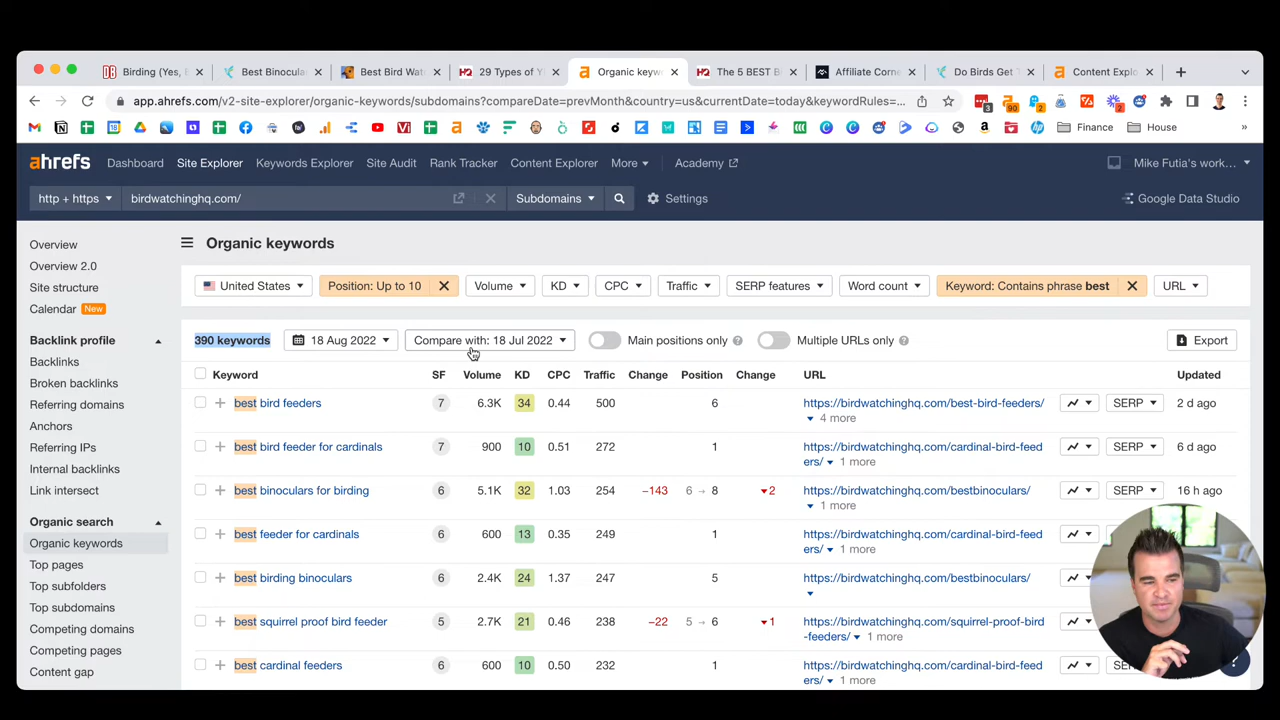 Birding (Yes, E
Best Binocula
Best Bird Wat
29 Types of Y
Organic keyw
The 5 BEST B
Affiliate Corne
Do Birds Get T
Content Explo
app.ahrefs.com/v2-site-explorer/organic-keywords/subdomains?compareDate=prevMonth&country=us&currentDate=today&keywordRules=...
Finance
House
ahrefs Dashboard Site Explorer Keywords Explorer Site Audit Rank Tracker Content Explorer More Academy Mike Futia's work...
http + https birdwatchinghq.com/ Subdomains Settings Google Data Studio
Overview
Overview 2.0
Site structure
Calendar New
Backlink profile
Backlinks
Broken backlinks
Referring domains
Anchors
Referring IPs
Internal backlinks
Link intersect
Organic search
Organic keywords
Top pages
Top subfolders
Top subdomains
Competing domains
Competing pages
Content gap
Organic keywords
United States Position: Up to 10 Volume KD CPC Traffic SERP features Word count Keyword: Contains phrase best URL
390 keywords 18 Aug 2022 Compare with: 18 Jul 2022 Main positions only Multiple URLs only Export
Keyword SF Volume KD CPC Traffic Change Position Change URL Updated
best bird feeders 7 6.3K 34 0.44 500 6 https://birdwatchinghq.com/best-bird-feeders/ SERP 2 d ago
4 more
best bird feeder for cardinals 7 900 10 0.51 272 1 https://birdwatchinghq.com/cardinal-bird-feed SERP 6 d ago
ers/ 1 more
best binoculars for birding 6 5.1K 32 1.03 254 −143 6 → 8 2 https://birdwatchinghq.com/bestbinoculars/ SERP 16 h ago
1 more
best feeder for cardinals 6 600 13 0.35 249 1 https://birdwatchinghq.com/cardinal-bird-feed
ers/ 1 more
best birding binoculars 6 2.4K 24 1.37 247 5 https://birdwatchinghq.com/bestbinoculars/
best squirrel proof bird feeder 5 2.7K 21 0.46 238 −22 5 → 6 1 https://birdwatchinghq.com/squirrel-proof-bird
-feeders/ 1 more
best cardinal feeders 6 600 10 0.50 232 1 https://birdwatchinghq.com/cardinal-bird-feed
ers/ 1 more